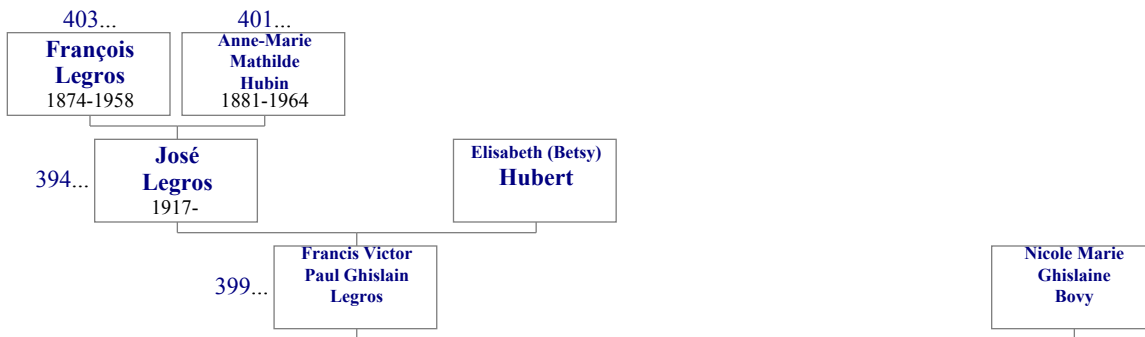 403...
401...
François
Legros
1874-1958
Anne-Marie
Mathilde
Hubin
1881-1964
394...
José
Legros
1917-
Elisabeth (Betsy)
Hubert
399...
Francis Victor
Paul Ghislain
Legros
Nicole Marie
Ghislaine
Bovy